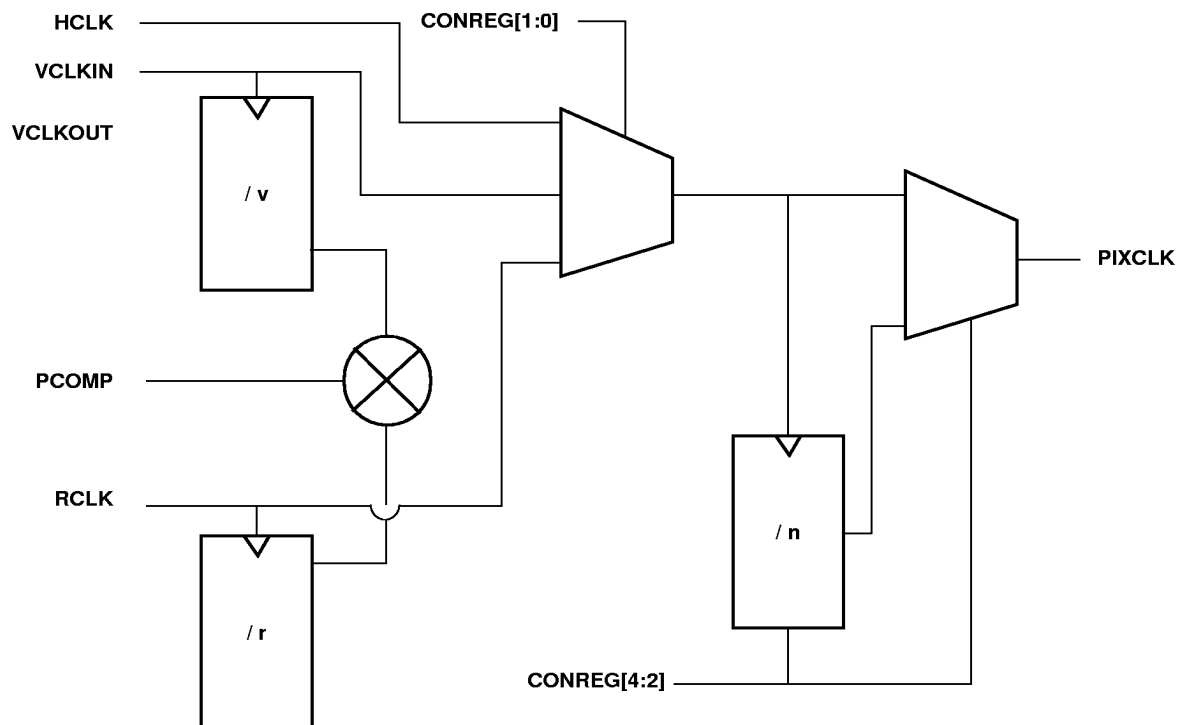 HCLK
CONREG[1:0]
VCLKIN
VCLKOUT
/ v
PIXCLK
PCOMP
RCLK
/ n
/ r
CONREG[4:2]